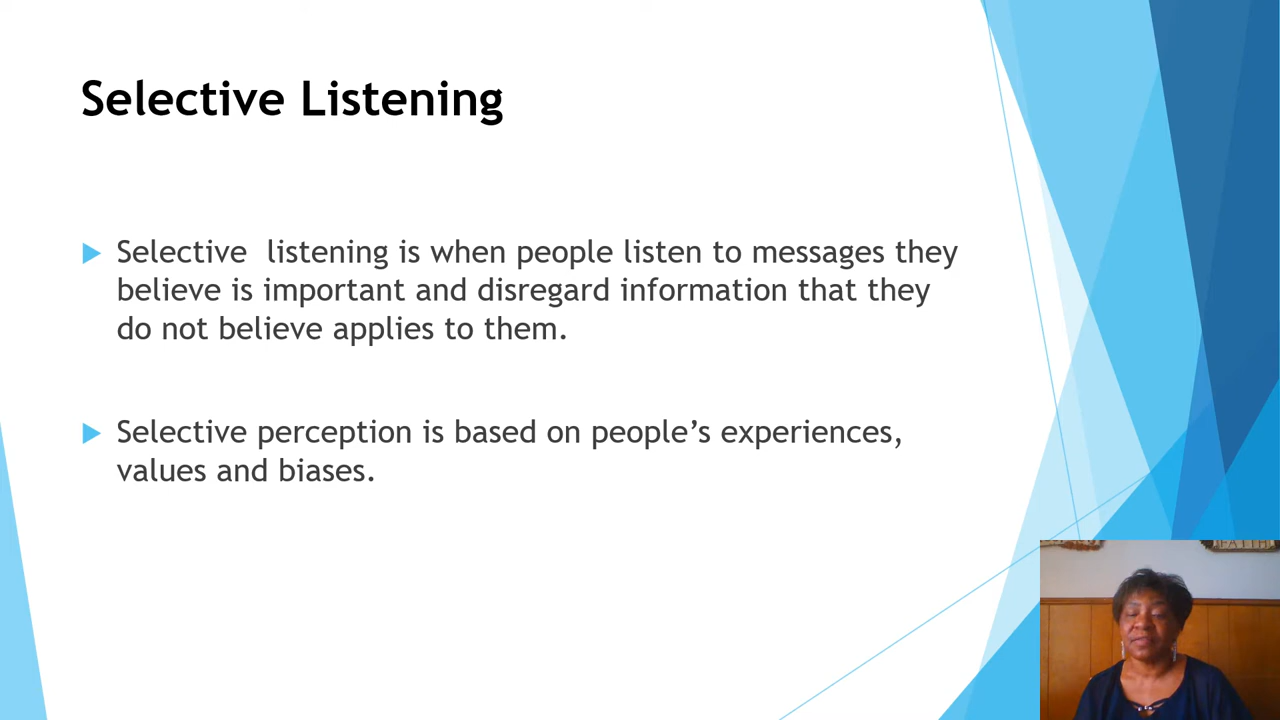 Selective Listening
Selective  listening is when people listen to messages they
believe is important and disregard information that they
do not believe applies to them.
Selective perception is based on people’s experiences,
values and biases.
FAITH